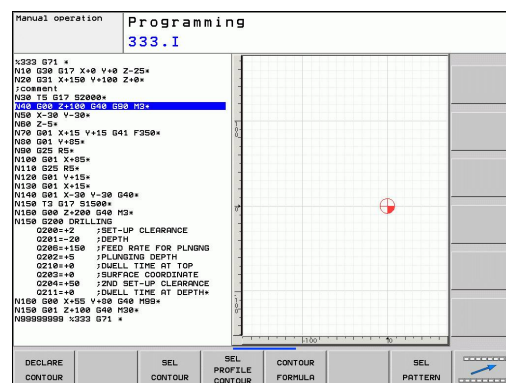 Manual operation
Programming
333.I
%333 G71 *
N10 G30 G17 X+0 Y+0 Z-25*
N20 G31 X+150 Y+100 Z+0*
;comment
N30 T5 G17 S2000*
N40 G00 Z+100 G40 G90 M3*
N50 X-30 Y-30*
N60 Z-5*
N70 G01 X+15 Y+15 G41 F350*
N80 G01 Y+85*
N90 G25 R5*
N100 G01 X+85*
N110 G25 R5*
N120 G01 Y+15*
N130 G01 X+15*
N140 G01 X-30 Y-30 G40*
N150 T3 G17 S1500*
N160 G00 Z+200 G40 M3*
N150 G200 DRILLING
Q200=+2 ;SET-UP CLEARANCE
Q201=-20 ;DEPTH
Q206=+150 ;FEED RATE FOR PLNGNG
Q202=+5 ;PLUNGING DEPTH
Q210=+0 ;DWELL TIME AT TOP
Q203=+0 ;SURFACE COORDINATE
Q204=+50 ;2ND SET-UP CLEARANCE
Q211=+0 ;DWELL TIME AT DEPTH*
N160 G00 X+55 Y+90 G40 M99*
N150 G01 Z+100 G40 M30*
N99999999 %333 G71 *
-100
DECLARE CONTOUR
SEL CONTOUR
SEL PROFILE CONTOUR
CONTOUR FORMULA
SEL PATTERN